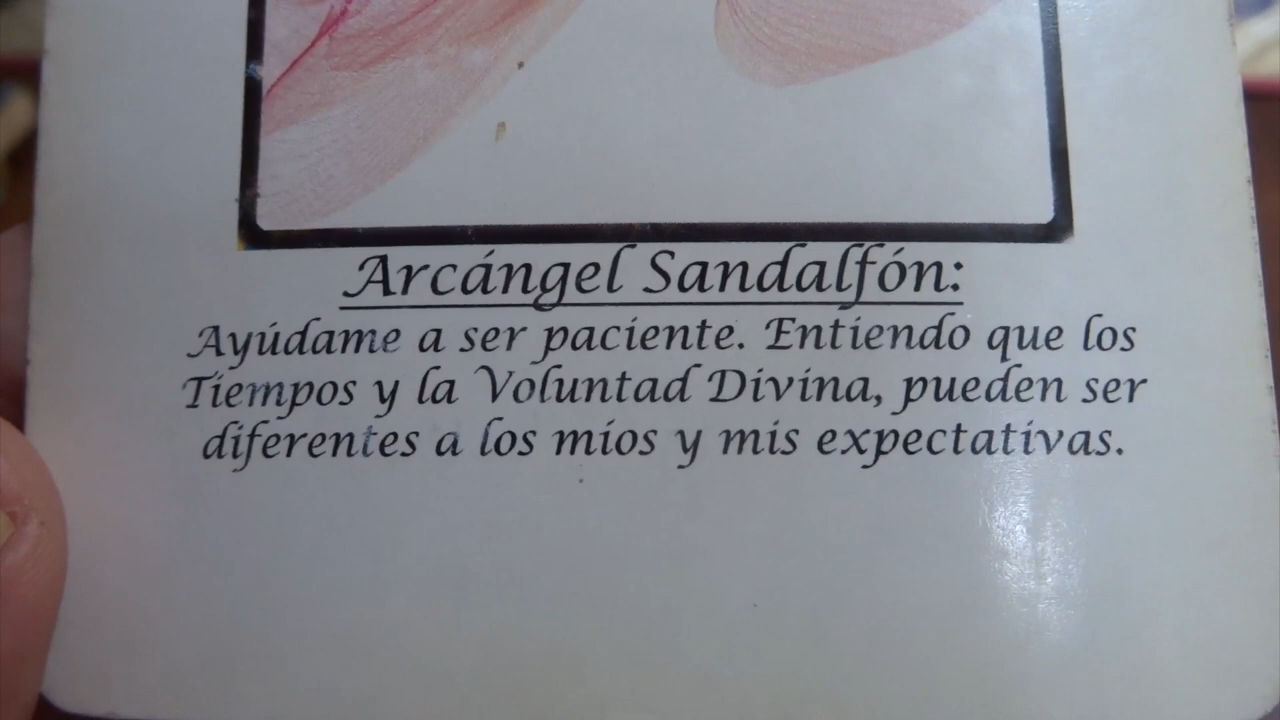 Arcángel Sandalfón:
Ayúdame a ser paciente. Entiendo que los
Tiempos y la Voluntad Divina, pueden ser
diferentes a los míos y mis expectativas.